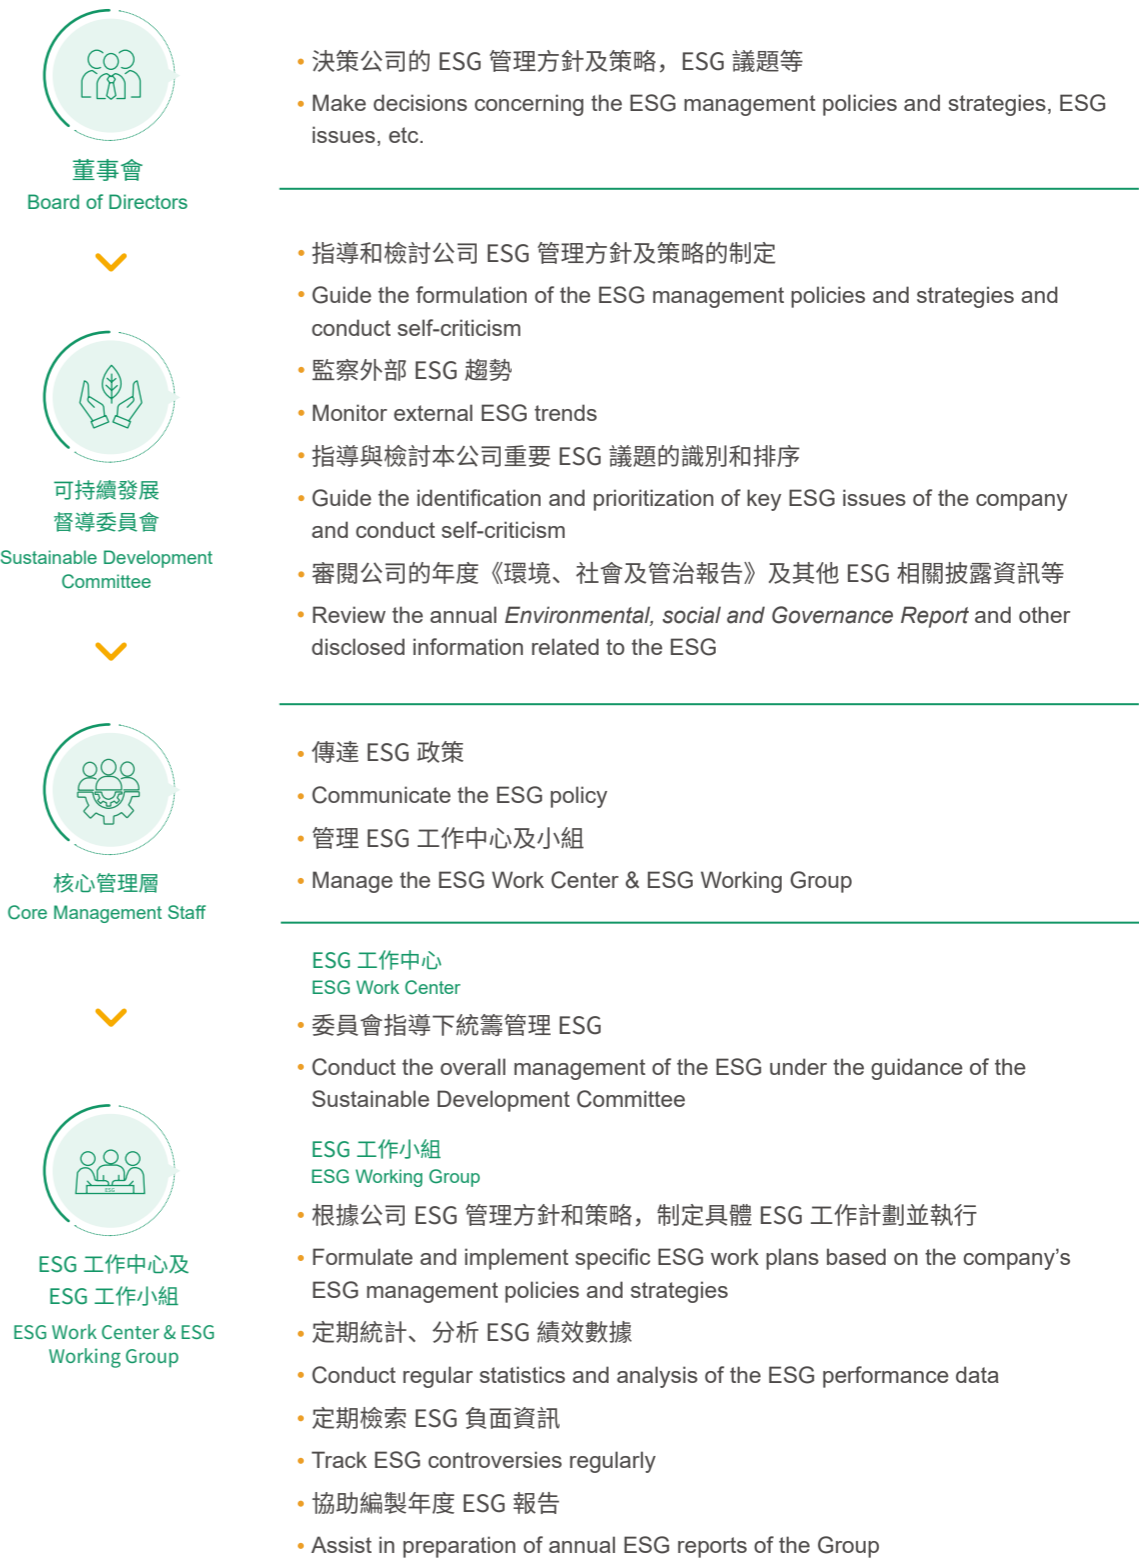 董事會
Board of Directors
• 決策公司的 ESG 管理方針及策略，ESG 議題等
• Make decisions concerning the ESG management policies and strategies, ESG
issues, etc.
可持續發展
督導委員會
Sustainable Development
Committee
• 指導和檢討公司 ESG 管理方針及策略的制定
• Guide the formulation of the ESG management policies and strategies and
conduct self-criticism
• 監察外部 ESG 趨勢
• Monitor external ESG trends
• 指導與檢討本公司重要 ESG 議題的識別和排序
• Guide the identification and prioritization of key ESG issues of the company
and conduct self-criticism
• 審閱公司的年度《環境、社會及管治報告》及其他 ESG 相關披露資訊等
• Review the annual Environmental, social and Governance Report and other
disclosed information related to the ESG
核心管理層
Core Management Staff
• 傳達 ESG 政策
• Communicate the ESG policy
• 管理 ESG 工作中心及小組
• Manage the ESG Work Center & ESG Working Group
ESG
ESG 工作中心及
ESG 工作小組
ESG Work Center & ESG
Working Group
ESG 工作中心
ESG Work Center
• 委員會指導下統籌管理 ESG
• Conduct the overall management of the ESG under the guidance of the
Sustainable Development Committee
ESG 工作小組
ESG Working Group
• 根據公司 ESG 管理方針和策略，制定具體 ESG 工作計劃並執行
• Formulate and implement specific ESG work plans based on the company’s
ESG management policies and strategies
• 定期統計、分析 ESG 績效數據
• Conduct regular statistics and analysis of the ESG performance data
• 定期檢索 ESG 負面資訊
• Track ESG controversies regularly
• 協助編製年度 ESG 報告
• Assist in preparation of annual ESG reports of the Group